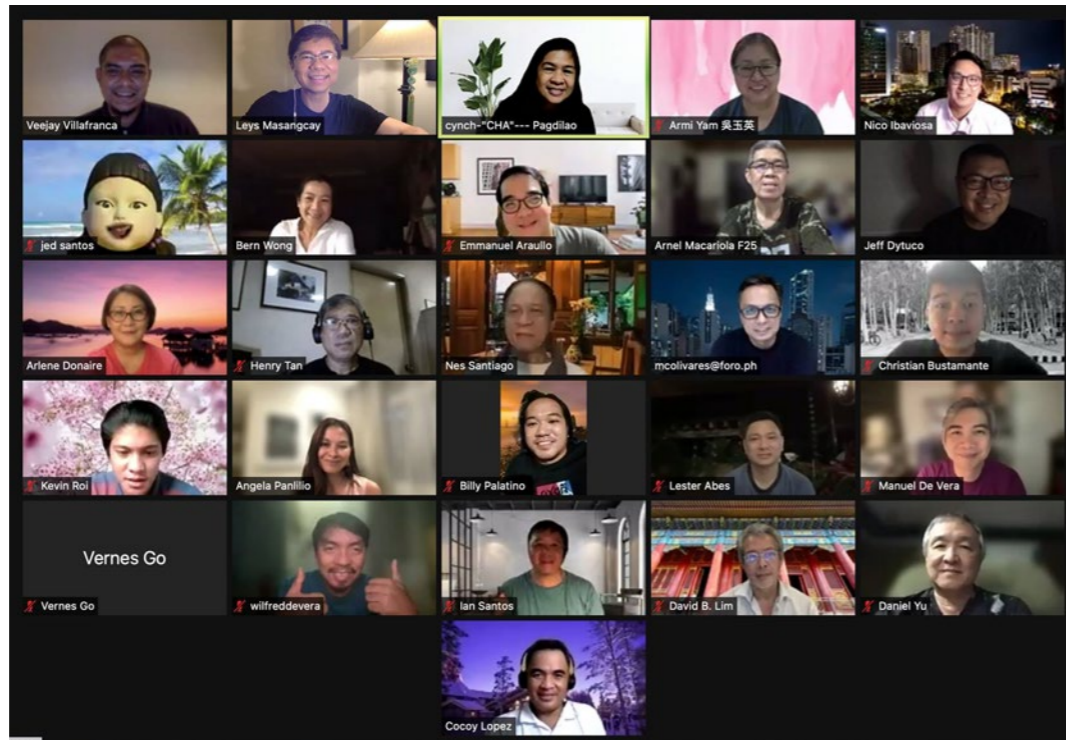 Veejay Villafranca
Leys Masangcay
cynch-"CHA"--- Pagdilao
Armi Yam 吳玉英
Nico Ibaviosa
jed santos
Bern Wong
Emmanuel Araullo
Arnel Macariola F25
Jeff Dytuco
Arlene Donaire
Henry Tan
Nes Santiago
mcolivares@foro.ph
Christian Bustamante
Kevin Roi
Angela Panlilio
Billy Palatino
Lester Abes
Manuel De Vera
Vernes Go
Vernes Go
wilfreddevera
Ian Santos
David B. Lim
Daniel Yu
Cocoy Lopez